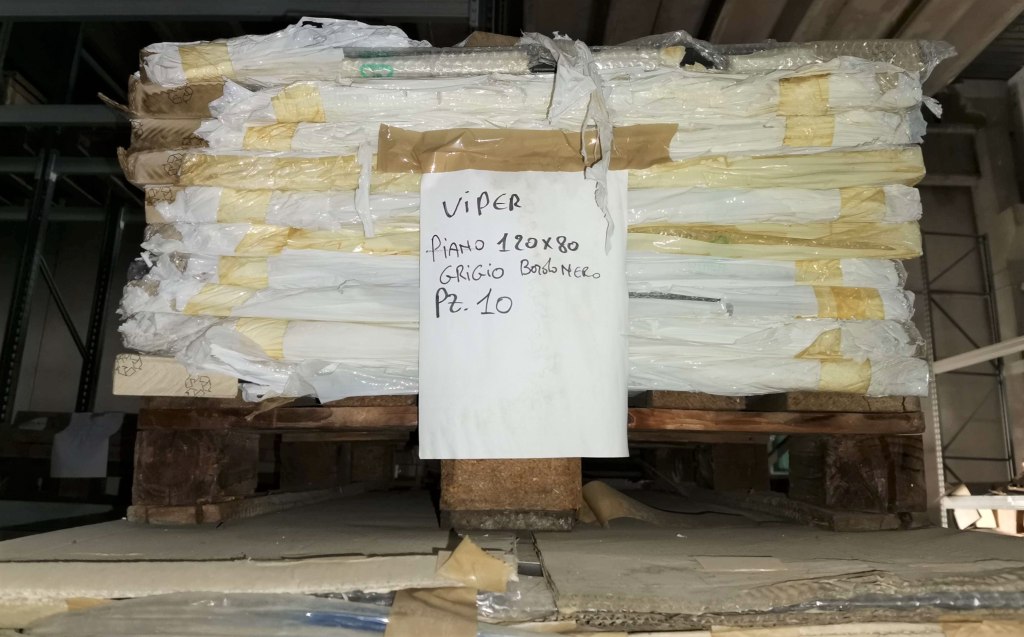 ViPER
PiANO 120x80
GRiGiO BORDO NERO
PZ. 10